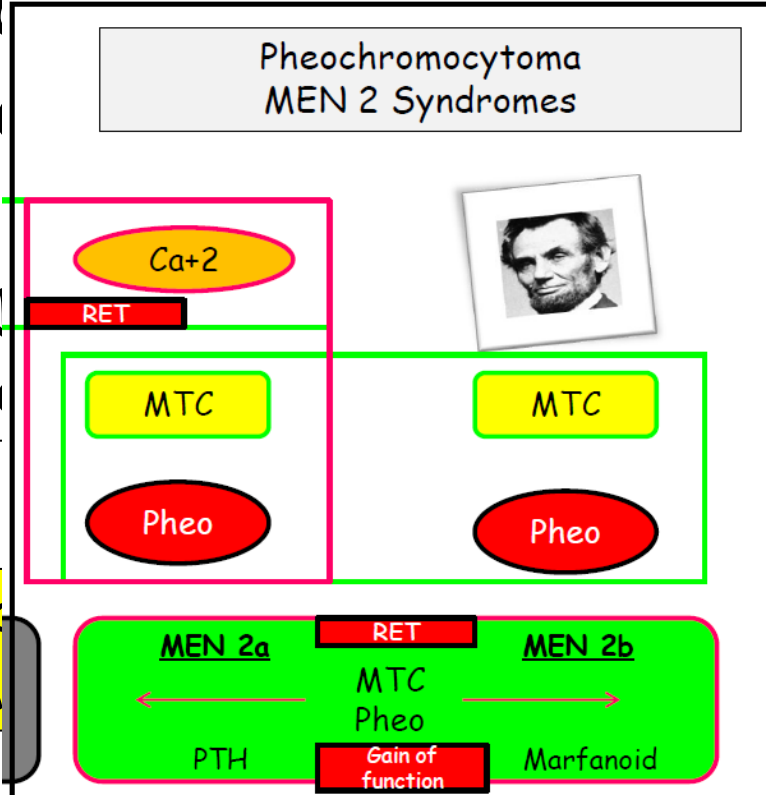 Pheochromocytoma
MEN 2 Syndromes
Ca+2
RET
MTC
MTC
Pheo
Pheo
MEN 2a
RET
MEN 2b
MTC
Pheo
PTH
Gain of
function
Marfanoid